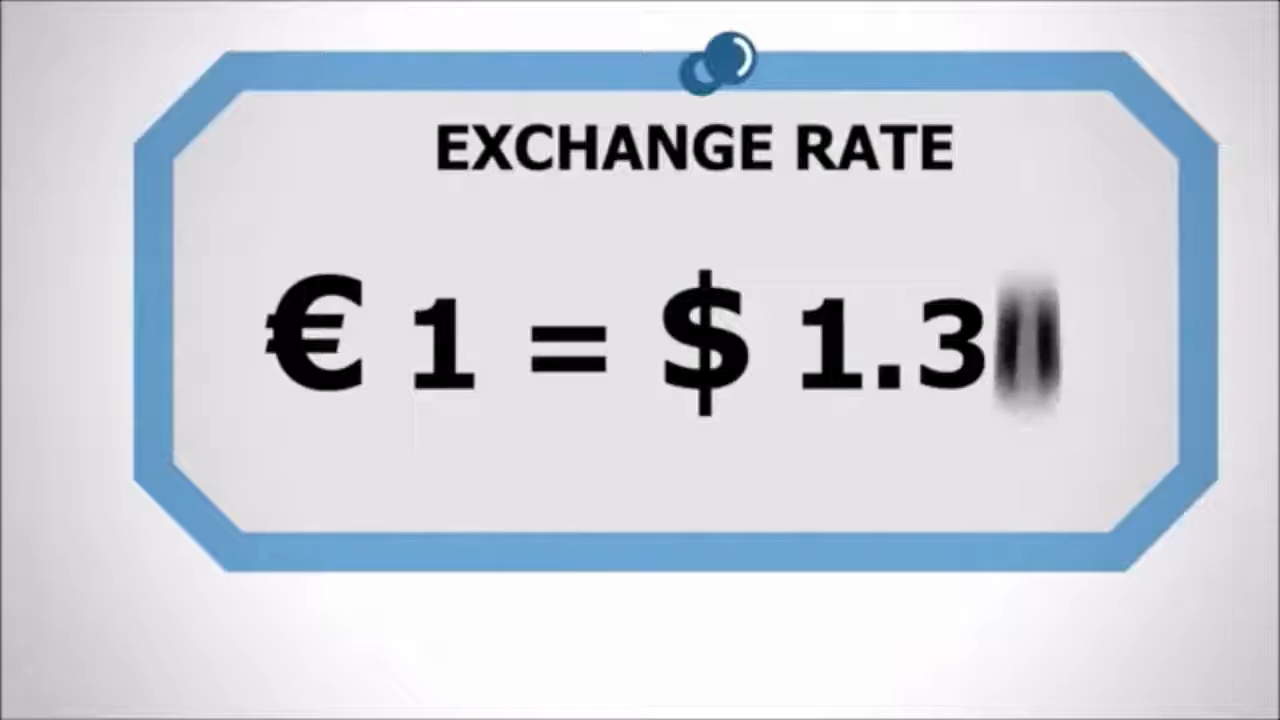 EXCHANGE RATE
€ 1 = $ 1.3